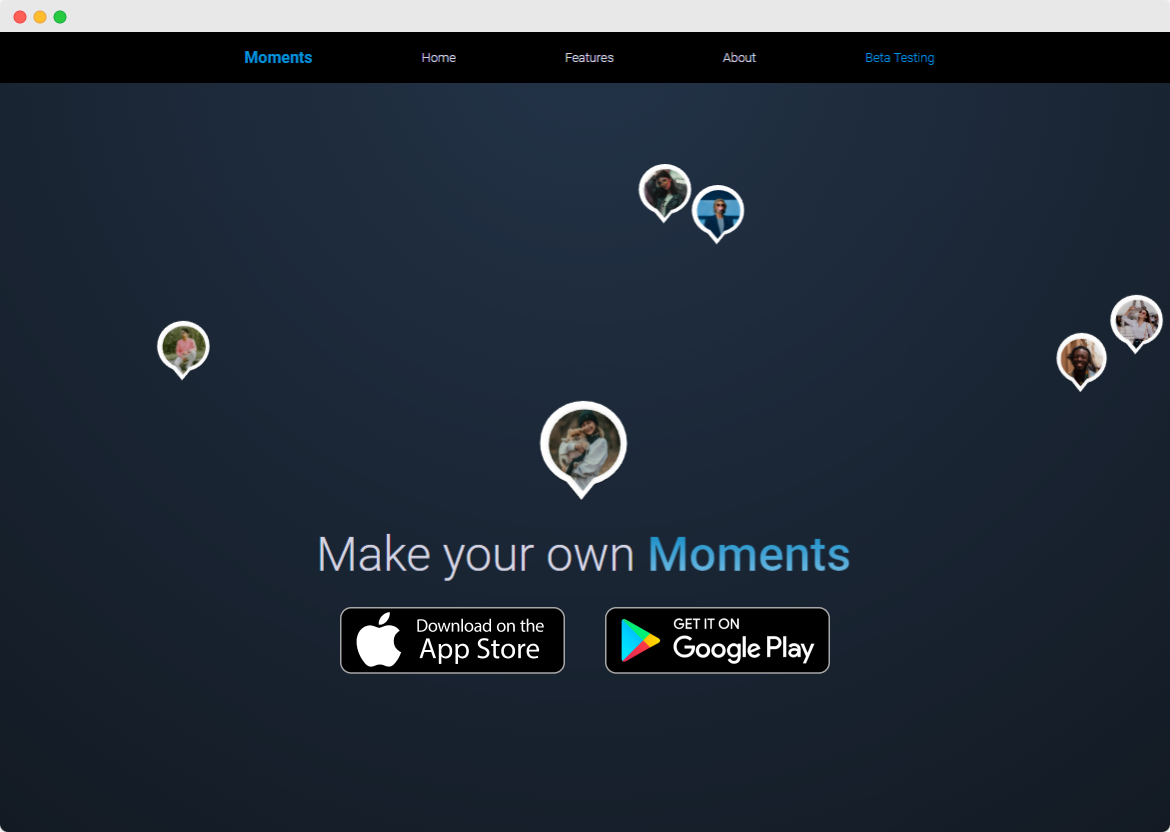 Moments
Home
Features
About
Beta Testing
Make your own Moments
Download on the
App Store
GET IT ON
Google Play